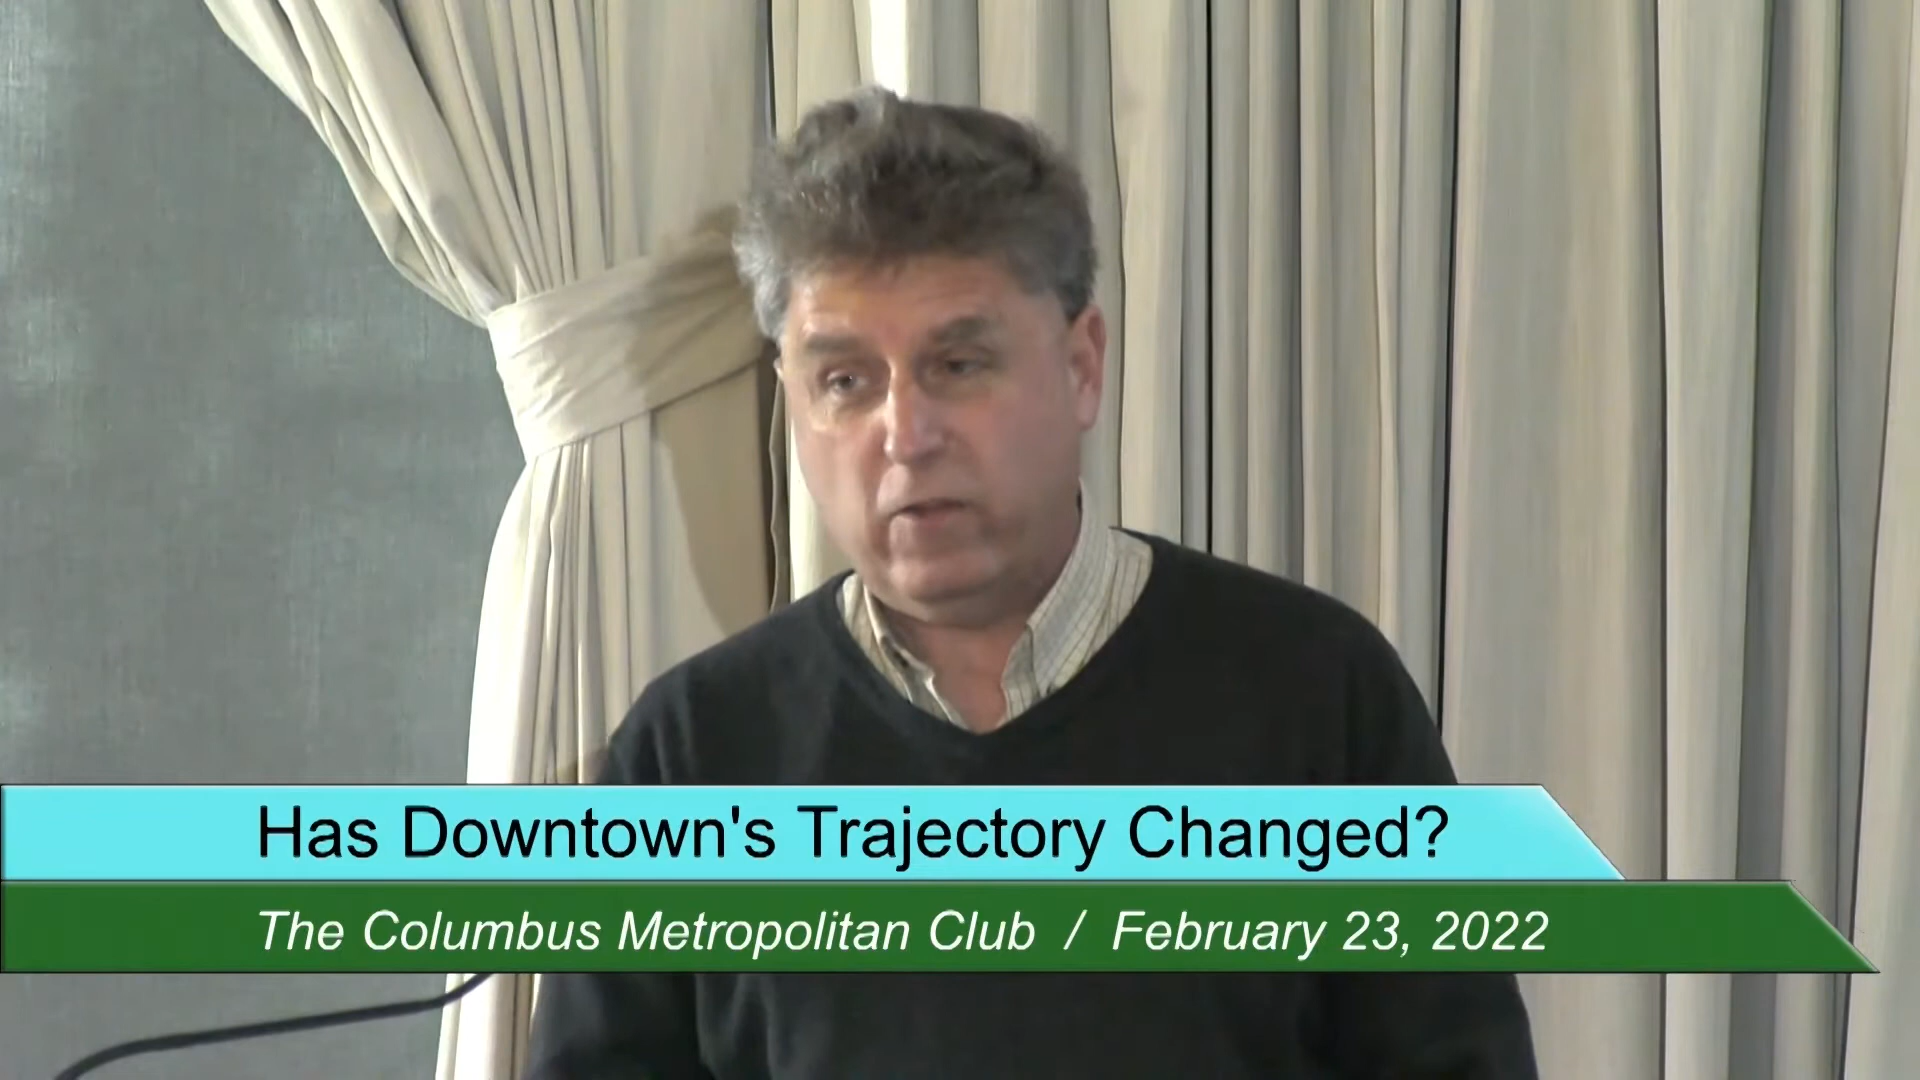 Has Downtown's Trajectory Changed?
The Columbus Metropolitan Club / February 23, 2022